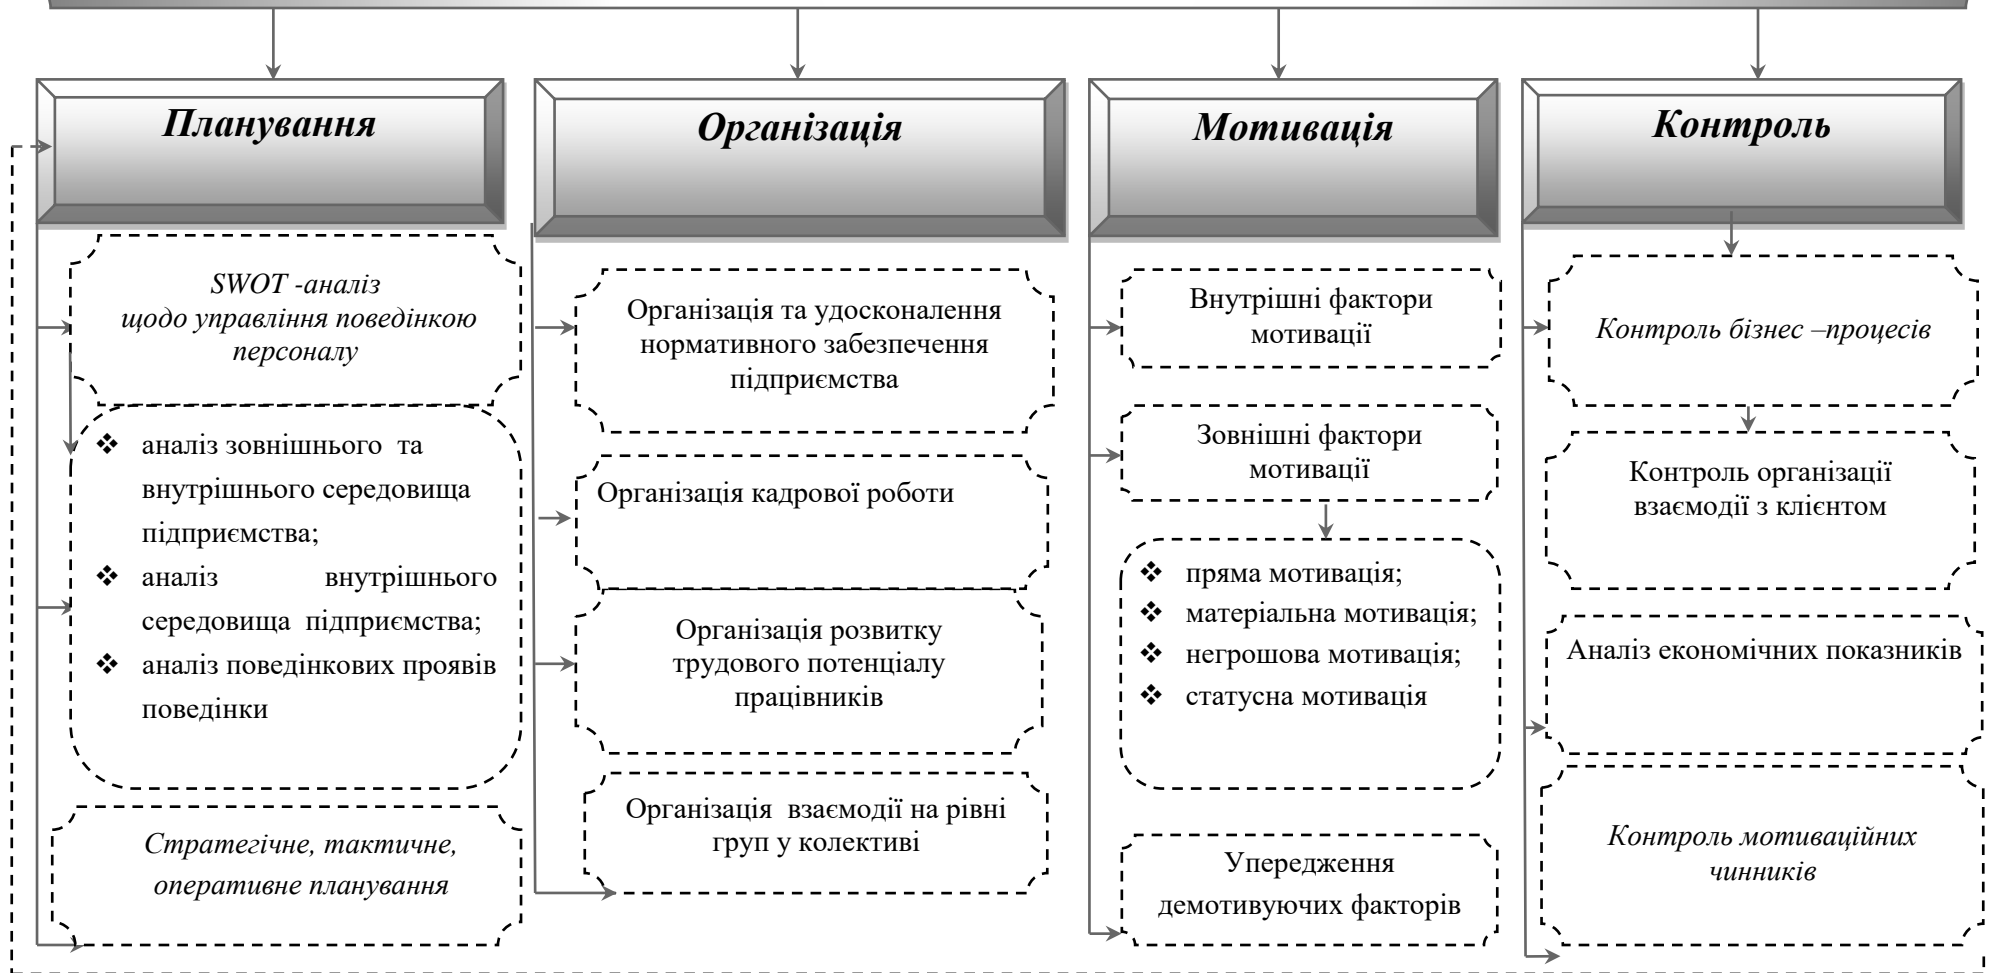 Планування
SWOT -аналіз
щодо управління поведінкою
персоналу
❖ аналіз зовнішнього та
внутрішнього середовища
підприємства;
❖ аналіз внутрішнього
середовища підприємства;
❖ аналіз поведінкових проявів
поведінки
Стратегічне, тактичне,
оперативне планування
Організація
Організація та удосконалення
нормативного забезпечення
підприємства
Організація кадрової роботи
Організація розвитку
трудового потенціалу
працівників
Організація взаємодії на рівні
груп у колективі
Мотивація
Внутрішні фактори
мотивації
Зовнішні фактори
мотивації
❖ пряма мотивація;
❖ матеріальна мотивація;
❖ негрошова мотивація;
❖ статусна мотивація
Упередження
демотивуючих факторів
Контроль
Контроль бізнес –процесів
Контроль організації
взаємодії з клієнтом
Аналіз економічних показників
Контроль мотиваційних
чинників